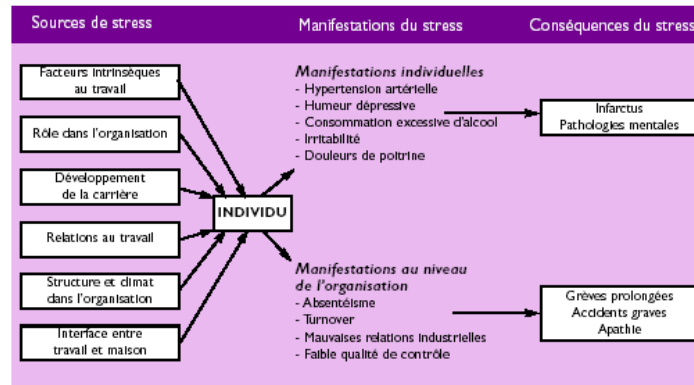 Sources de stress
Manifestations du stress
Conséquences du stress
Facteurs intrinsèques
au travail
Rôle dans l'organisation
Développement
de la carrière
Relations au travail
Structure et climat
dans l'organisation
Interface entre
travail et maison
INDIVIDU
Manifestations individuelles
- Hypertension artérielle
- Humeur dépressive
- Consommation excessive d'alcool
- Irritabilité
- Douleurs de poitrine
Manifestations au niveau
de l'organisation
- Absentéisme
- Turnover
- Mauvaises relations industrielles
- Faible qualité de contrôle
Infarctus
Pathologies mentales
Grèves prolongées
Accidents graves
Apathie